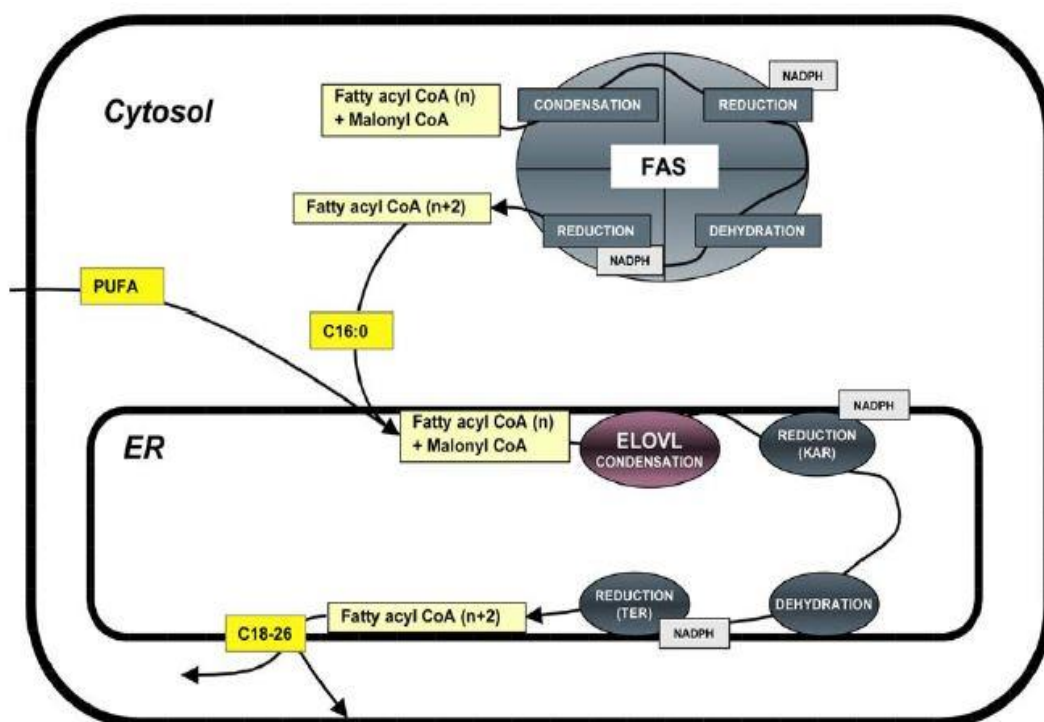 Cytosol
Fatty acyl CoA (n)
+ Malonyl CoA
CONDENSATION
REDUCTION
NADPH
FAS
Fatty acyl CoA (n+2)
REDUCTION
NADPH
DEHYDRATION
PUFA
C16:0
ER
Fatty acyl CoA (n)
+ Malonyl CoA
ELOVL
CONDENSATION
NADPH
REDUCTION
(KAR)
DEHYDRATION
REDUCTION
(TER)
NADPH
Fatty acyl CoA (n+2)
C18-26